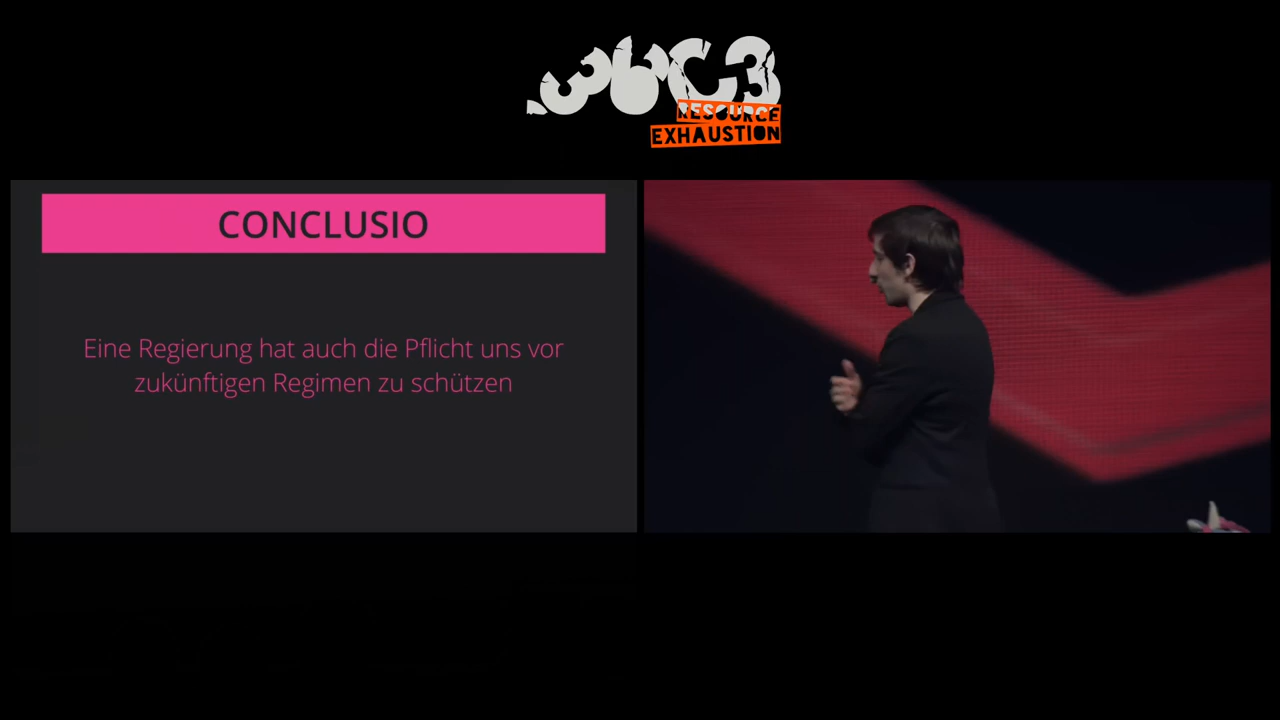 36C3
RESOURCE
EXHAUSTION
CONCLUSIO
Eine Regierung hat auch die Pflicht uns vor
zukünftigen Regimen zu schützen